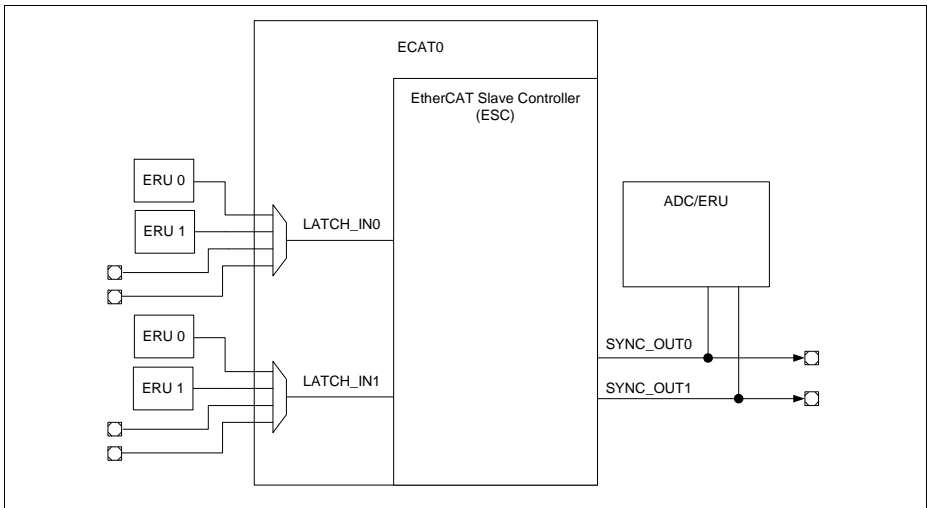 ECAT0
EtherCAT Slave Controller
(ESC)
ERU 0
ERU 1
LATCH_IN0
ADC/ERU
ERU 0
ERU 1
LATCH_IN1
SYNC_OUT0
SYNC_OUT1